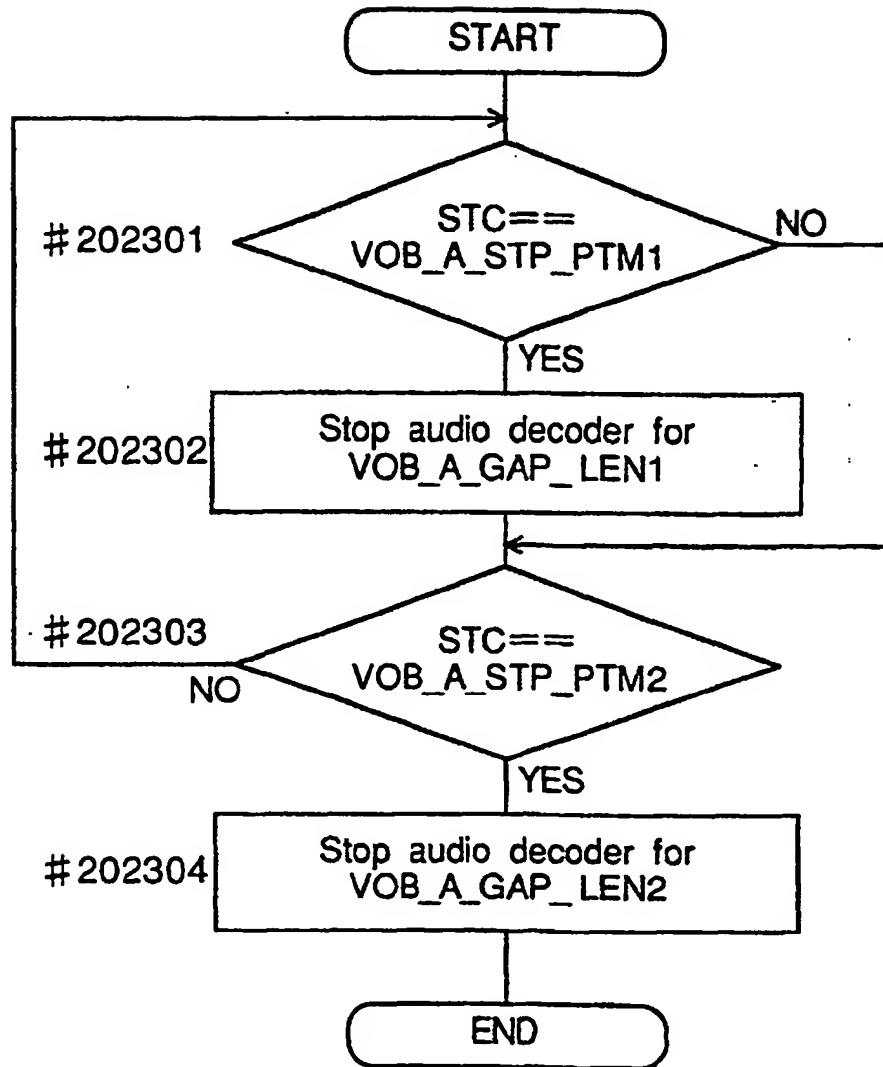 START
STC==
VOB_A_STP_PTM1
NO
#202301
YES
Stop audio decoder for
VOB_A_GAP_LEN1
#202302
STC==
VOB_A_STP_PTM2
#202303
NO
YES
Stop audio decoder for
VOB_A_GAP_LEN2
#202304
END